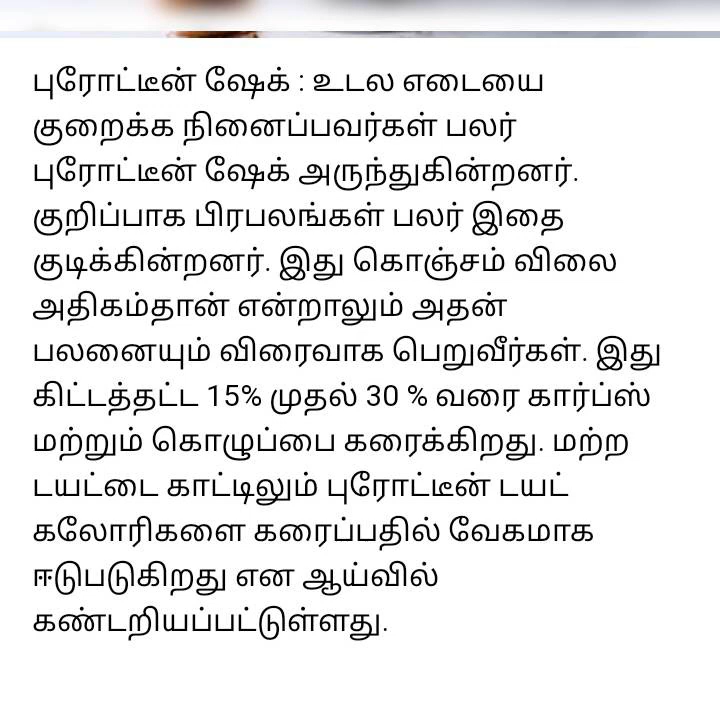 புரோட்டீன் ஷேக் : உடல எடையை
குறைக்க நினைப்பவர்கள் பலர்
புரோட்டீன் ஷேக் அருந்துகின்றனர்.
குறிப்பாக பிரபலங்கள் பலர் இதை
குடிக்கின்றனர். இது கொஞ்சம் விலை
அதிகம்தான் என்றாலும் அதன்
பலனையும் விரைவாக பெறுவீர்கள். இது
கிட்டத்தட்ட 15% முதல் 30 % வரை கார்ப்ஸ்
மற்றும் கொழுப்பை கரைக்கிறது. மற்ற
டயட்டை காட்டிலும் புரோட்டீன் டயட்
கலோரிகளை கரைப்பதில் வேகமாக
ஈடுபடுகிறது என ஆய்வில்
கண்டறியப்பட்டுள்ளது.